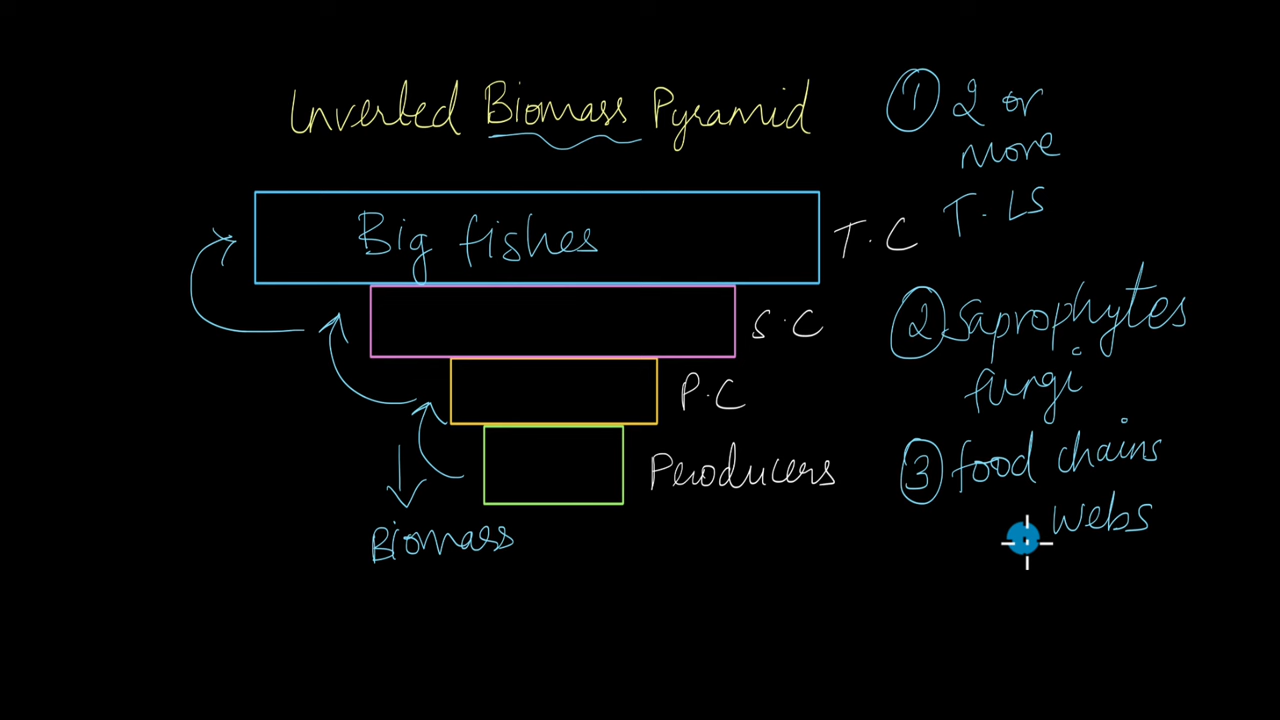 Inverted Biomass Pyramid
Big fishes
T.C
S.C
P.C
Producers
Biomass
① 2 or
more
T. LS
② Saprophytes
fungi
③ food chains
webs